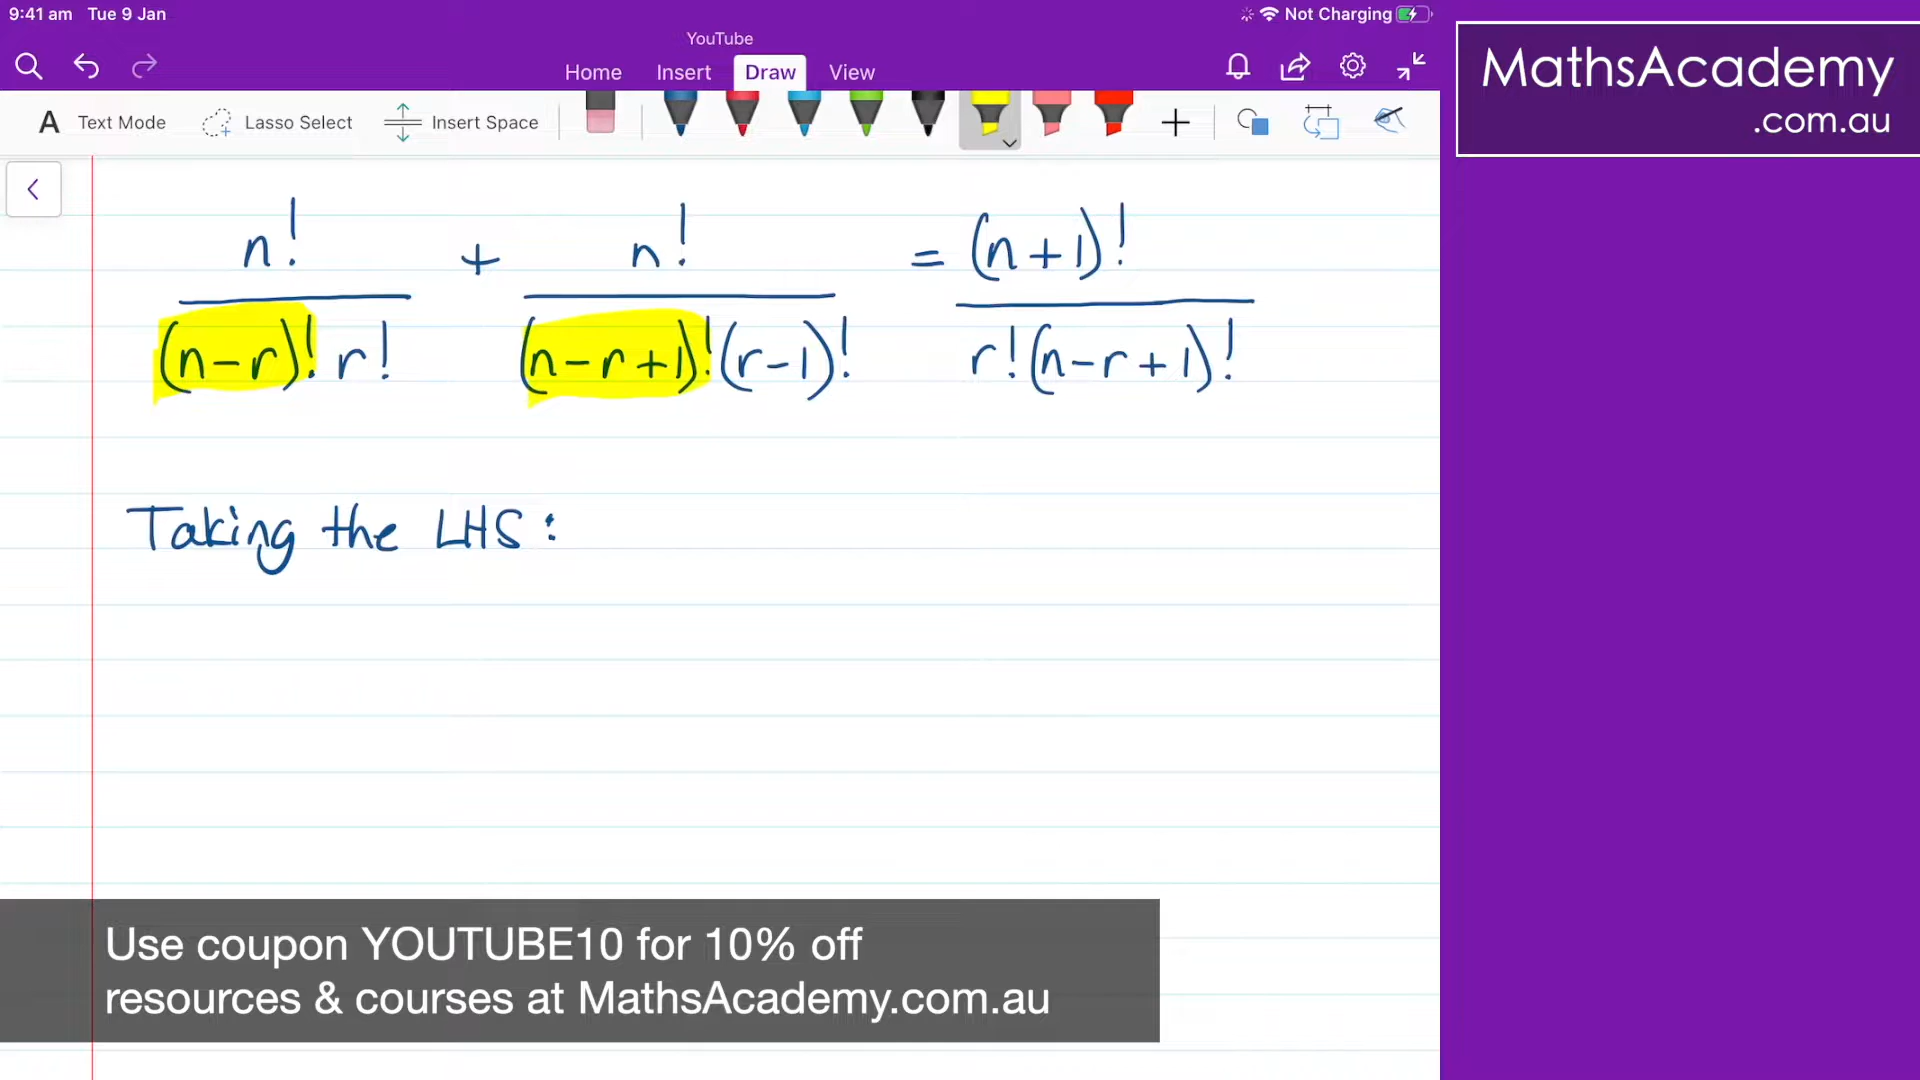 9:41 am Tue 9 Jan
Not Charging
YouTube
Home Insert Draw View
MathsAcademy
.com.au
A Text Mode Lasso Select Insert Space
n! + n! = (n+1)!
(n-r)! r! (n-r+1)!(r-1)! r!(n-r+1)!
Taking the LHS:
Use coupon YOUTUBE10 for 10% off
resources & courses at MathsAcademy.com.au